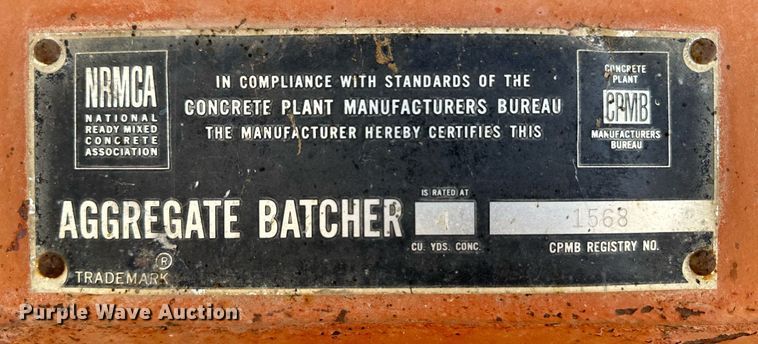 NRMCA
NATIONAL
READY MIXED
CONCRETE
ASSOCIATION
IN COMPLIANCE WITH STANDARDS OF THE
CONCRETE PLANT MANUFACTURERS BUREAU
THE MANUFACTURER HEREBY CERTIFIES THIS
CONCRETE
PLANT
CPMB
MANUFACTURERS
BUREAU
IS RATED AT
AGGREGATE BATCHER 1568
CU. YDS. CONC. CPMB REGISTRY NO.
TRADEMARK ®
Purple Wave Auction